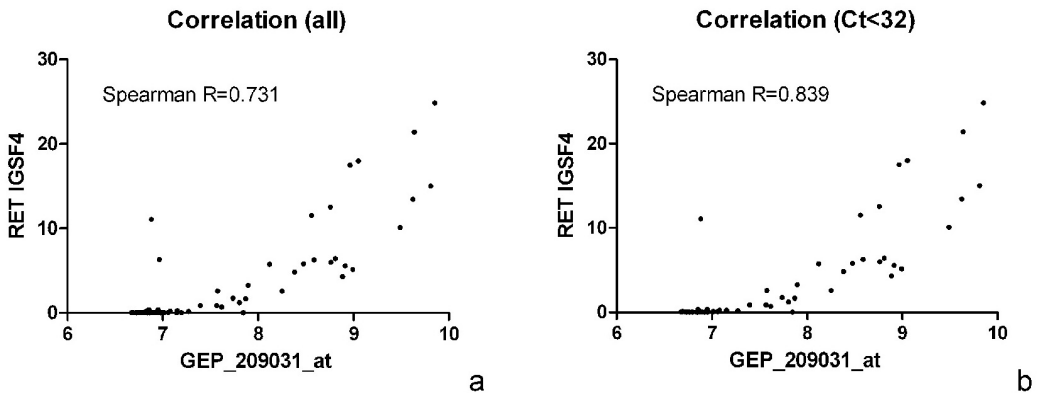 Correlation (all)
30
20
10
0
RET IGSF4
Spearman R=0.731
6 7 8 9 10
GEP_209031_at
a
Correlation (Ct<32)
30
20
10
0
RET IGSF4
Spearman R=0.839
6 7 8 9 10
GEP_209031_at
b